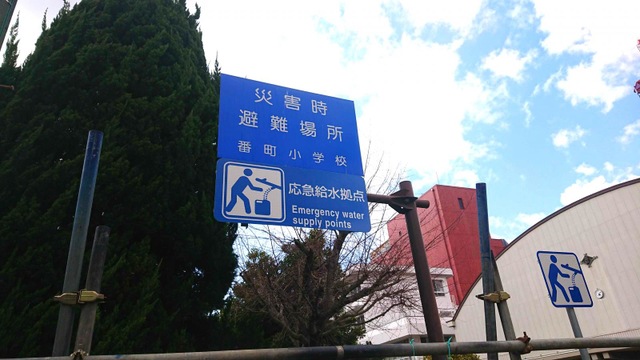 災害時
避難場所
番町小学校
応急給水拠点
Emergency water
supply points